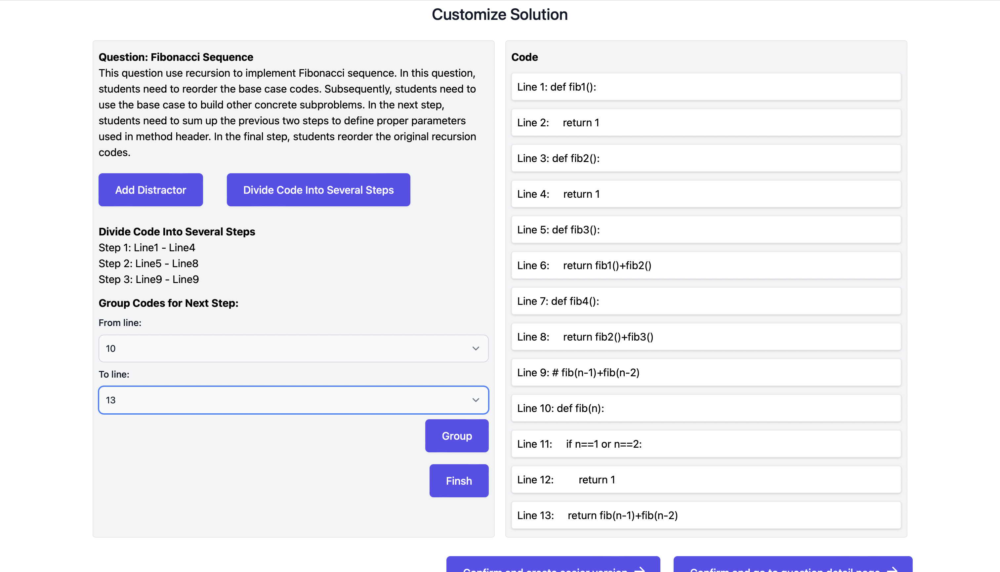 Customize Solution
Question: Fibonacci Sequence
This question use recursion to implement Fibonacci sequence. In this question,
students need to reorder the base case codes. Subsequently, students need to
use the base case to build other concrete subproblems. In the next step,
students need to sum up the previous two steps to define proper parameters
used in method header. In the final step, students reorder the original recursion
codes.
Add Distractor
Divide Code Into Several Steps
Divide Code Into Several Steps
Step 1: Line1 - Line4
Step 2: Line5 - Line8
Step 3: Line9 - Line9
Group Codes for Next Step:
From line:
10
To line:
13
Group
Finsh
Code
Line 1: def fib1():
Line 2:     return 1
Line 3: def fib2():
Line 4:     return 1
Line 5: def fib3():
Line 6:     return fib1()+fib2()
Line 7: def fib4():
Line 8:     return fib2()+fib3()
Line 9: # fib(n-1)+fib(n-2)
Line 10: def fib(n):
Line 11:     if n==1 or n==2:
Line 12:         return 1
Line 13:     return fib(n-1)+fib(n-2)
Confirm and create easier version →
Confirm and go to question detail page →